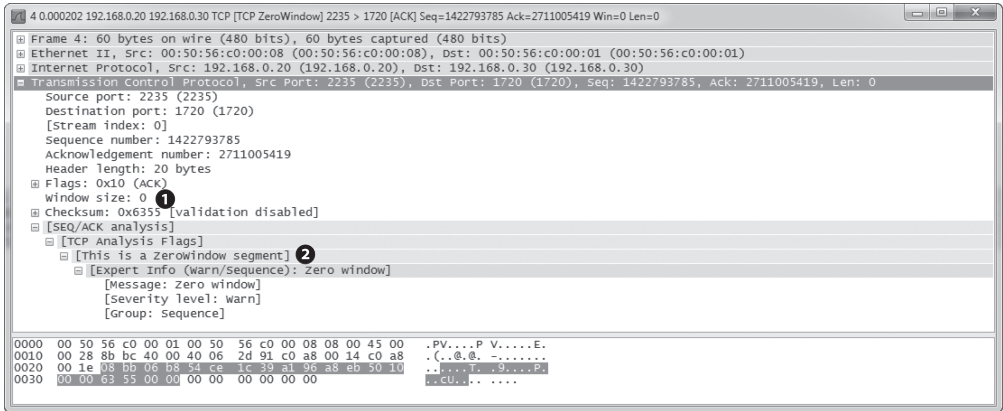 4 0.000202 192.168.0.20 192.168.0.30 TCP [TCP ZeroWindow] 2235 > 1720 [ACK] Seq=1422793785 Ack=2711005419 Win=0 Len=0
Frame 4: 60 bytes on wire (480 bits), 60 bytes captured (480 bits)
Ethernet II, Src: 00:50:56:c0:00:08 (00:50:56:c0:00:08), Dst: 00:50:56:c0:00:01 (00:50:56:c0:00:01)
Internet Protocol, Src: 192.168.0.20 (192.168.0.20), Dst: 192.168.0.30 (192.168.0.30)
Transmission Control Protocol, Src Port: 2235 (2235), Dst Port: 1720 (1720), Seq: 1422793785, Ack: 2711005419, Len: 0
Source port: 2235 (2235)
Destination port: 1720 (1720)
[Stream index: 0]
Sequence number: 1422793785
Acknowledgement number: 2711005419
Header length: 20 bytes
Flags: 0x10 (ACK)
Window size: 0 1
Checksum: 0x6355 [validation disabled]
[SEQ/ACK analysis]
[TCP Analysis Flags]
[This is a ZeroWindow segment] 2
[Expert Info (Warn/Sequence): Zero window]
[Message: Zero window]
[Severity level: Warn]
[Group: Sequence]
0000 00 50 56 c0 00 01 00 50 56 c0 00 08 08 00 45 00 .PV....P V.....E.
0010 00 28 8b bc 40 00 40 06 2d 91 c0 a8 00 14 c0 a8 .(..@.@. -.......
0020 00 1e 08 bb 06 b8 54 ce 1c 39 a1 96 a8 eb 50 10 ......T. .9....P.
0030 00 00 63 55 00 00 00 00 00 00 00 00 ..cU.... ....